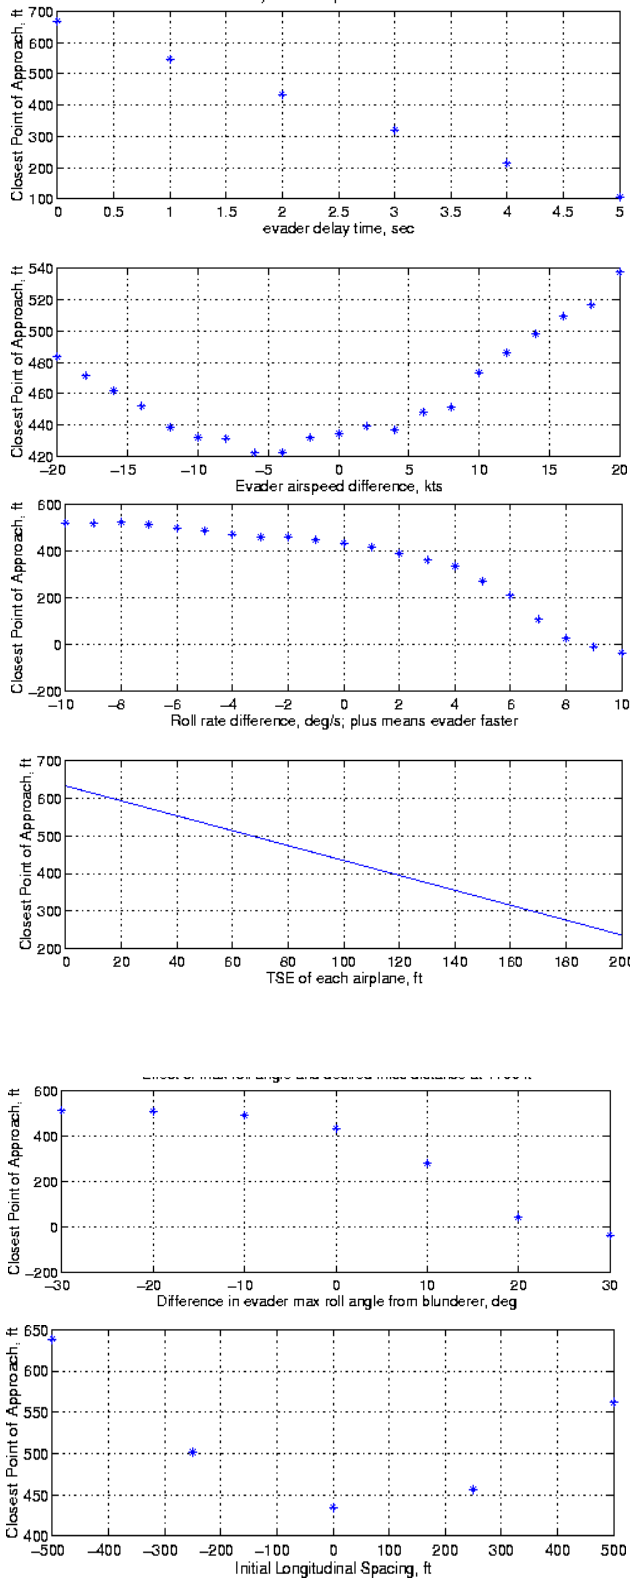 700
600
500
400
300
200
100
Closest Point of Approach, ft
0 0.5 1 1.5 2 2.5 3 3.5 4 4.5 5
evader delay time, sec
540
520
500
480
460
440
420
Closest Point of Approach, ft
−20 −15 −10 −5 0 5 10 15 20
Evader airspeed difference, kts
600
400
200
0
−200
Closest Point of Approach, ft
−10 −8 −6 −4 −2 0 2 4 6 8 10
Roll rate difference, deg/s; plus means evader faster
700
600
500
400
300
200
Closest Point of Approach, ft
0 20 40 60 80 100 120 140 160 180 200
TSE of each airplane, ft
600
400
200
0
−200
Closest Point of Approach, ft
−30 −20 −10 0 10 20 30
Difference in evader max roll angle from blunderer, deg
650
600
550
500
450
400
Closest Point of Approach, ft
−500 −400 −300 −200 −100 0 100 200 300 400 500
Initial Longitudinal Spacing, ft